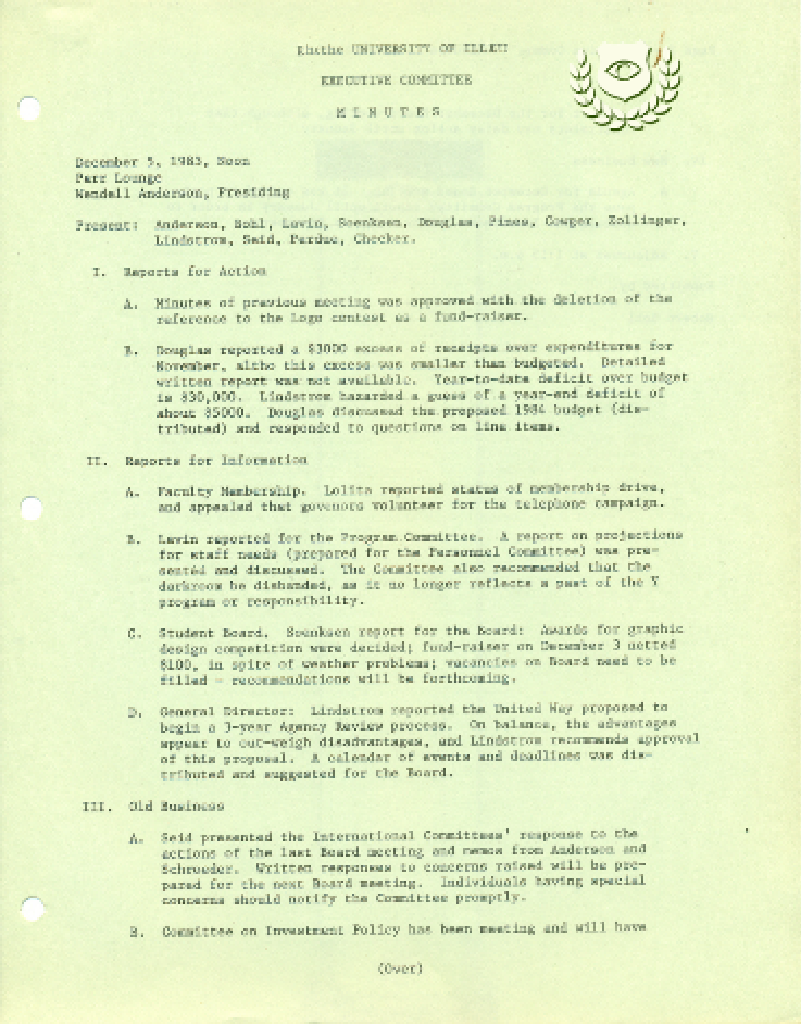 UNIVERSITY OF
EXECUTIVE COMMITTEE
M I N U T E S
December 5, 1983, Noon
Parr Lounge
Wendall Anderson, Presiding
Present: Anderson, Bohl, Lavin, Soenksen, Douglas, Pines, Cowger, Zollinger,
Lindstrom, Seid, Perdue, Checker.
I. Reports for Action
A. Minutes of previous meeting was approved with the deletion of the
reference to the Logo contest as a fund-raiser.
B. Douglas reported a $3000 excess of receipts over expenditures for
November, altho this excess was smaller than budgeted. Detailed
written report was not available. Year-to-date deficit over budget
is $30,000. Lindstrom hazarded a guess of a year-end deficit of
about $5000. Douglas discussed the proposed 1984 budget (dis-
tributed) and responded to questions on line items.
II. Reports for Information
A. Faculty Membership. Lolita reported status of membership drive,
and appealed that govenors volunteer for the telephone campaign.
B. Lavin reported for the Program Committee. A report on projections
for staff needs (prepared for the Personnel Committee) was pre-
sented and discussed. The Committee also recommended that the
darkroom be disbanded, as it no longer reflects a past of the Y
program or responsibility.
C. Student Board. Soenksen report for the Board: Awards for graphic
design competition were decided; fund-raiser on December 3 netted
$100, in spite of weather problems; vacancies on Board need to be
filled - recommendations will be forthcoming.
D. General Director: Lindstrom reported the United Way proposed to
begin a 3-year Agency Review process. On balance, the advantages
appear to out-weigh disadvantages, and Lindstrom recommends approval
of this proposal. A calendar of events and deadlines was dis-
tributed and suggested for the Board.
III. Old Business
A. Seid presented the International Committees' response to the
actions of the last Board meeting and memos from Anderson and
Schroeder. Written responses to concerns raised will be pre-
pared for the next Board meeting. Individuals having special
concerns should notify the Committee promptly.
B. Committee on Investment Policy has been meeting and will have
(Over)